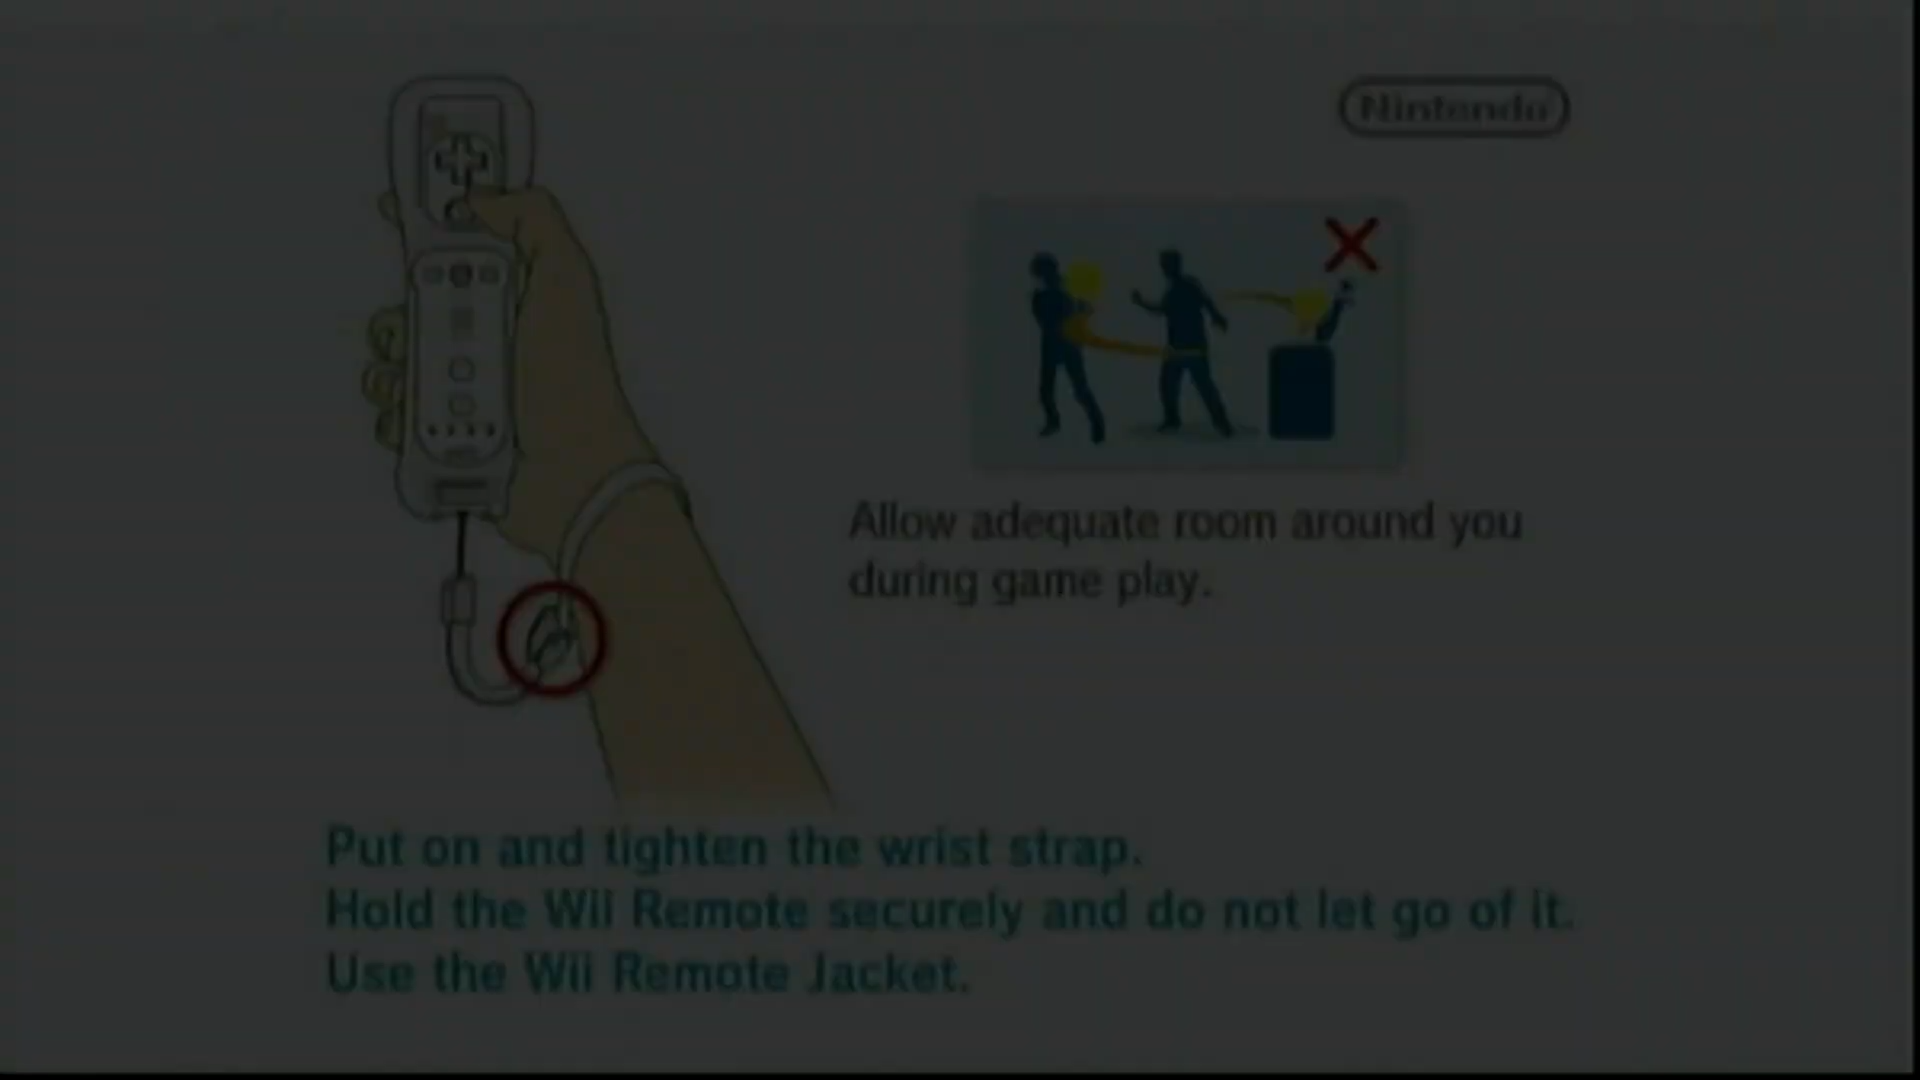 Nintendo
Allow adequate room around you
during game play.
Put on and tighten the wrist strap.
Hold the Wii Remote securely and do not let go of it.
Use the Wii Remote Jacket.